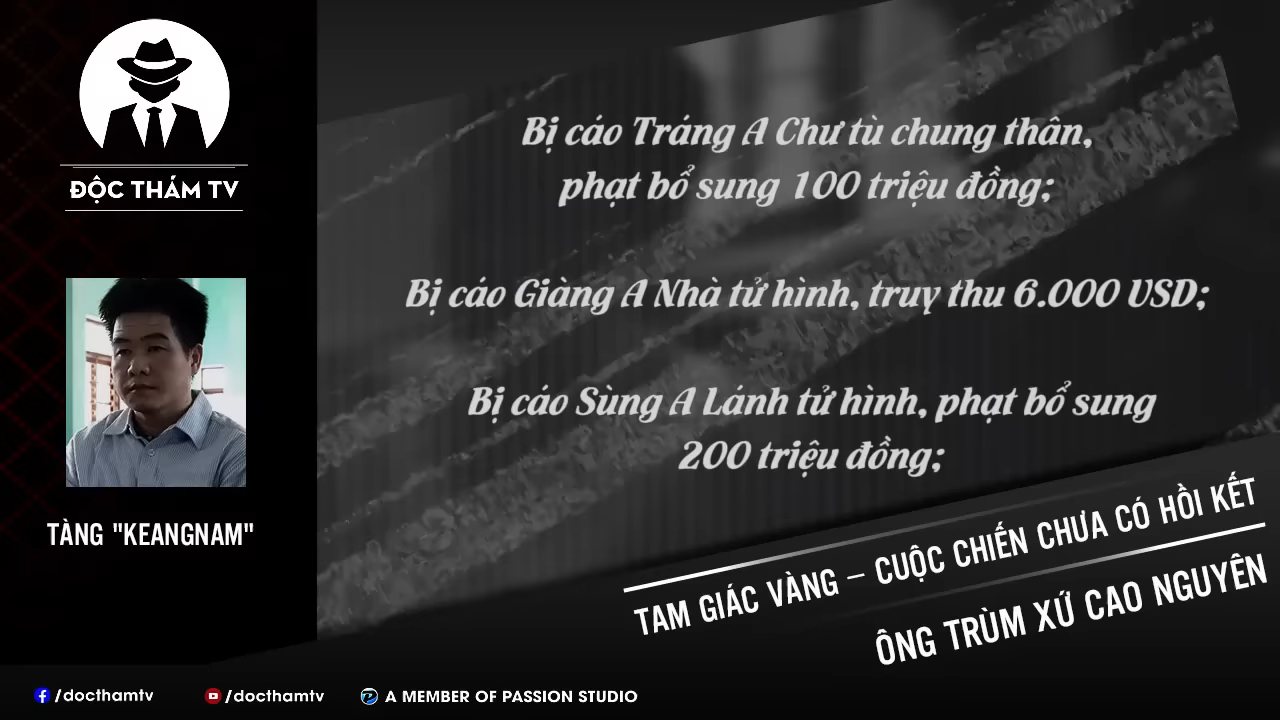 ĐỘC THÁM TV
TÀNG "KEANGNAM"
Bị cáo Tráng A Chư tù chung thân,
phạt bổ sung 100 triệu đồng;
Bị cáo Giàng A Nhà tử hình, truy thu 6.000 USD;
Bị cáo Sùng A Lánh tử hình, phạt bổ sung
200 triệu đồng;
TAM GIÁC VÀNG – CUỘC CHIẾN CHƯA CÓ HỒI KẾT
ÔNG TRÙM XỨ CAO NGUYÊN
/docthamtv
/docthamtv
A MEMBER OF PASSION STUDIO